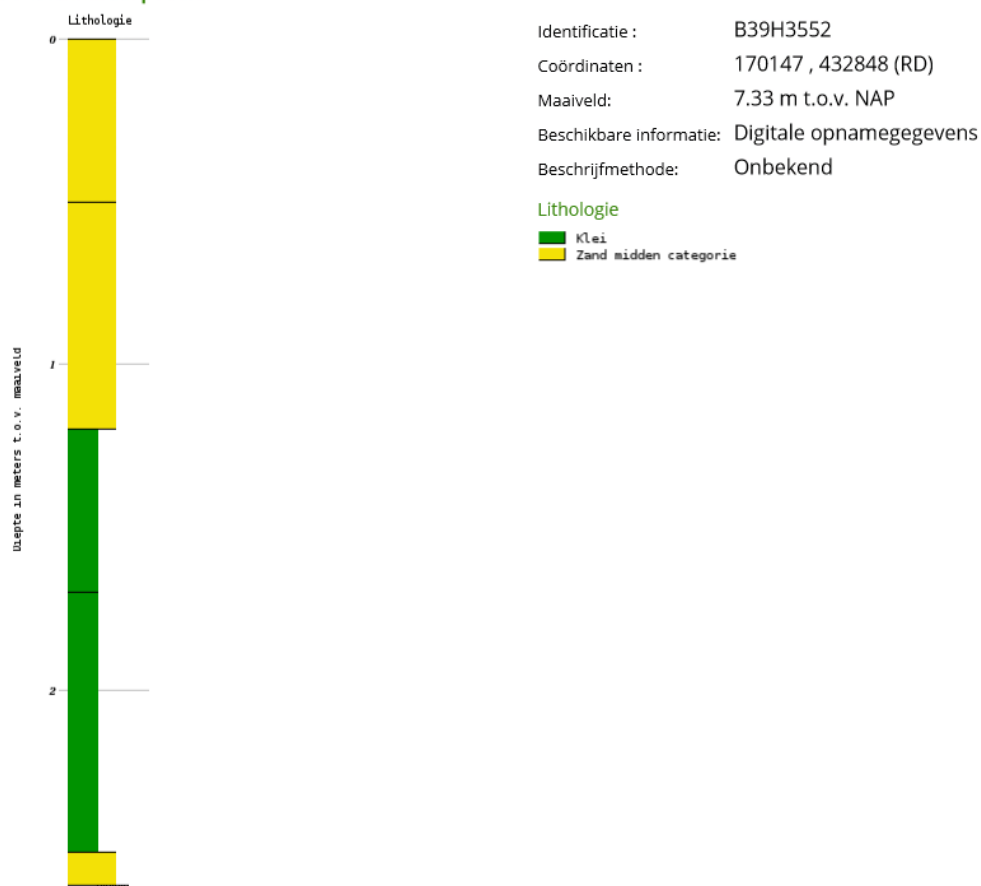 Lithologie
0
1
2
Diepte in meters t.o.v. maaiveld
Identificatie : B39H3552
Coördinaten : 170147 , 432848 (RD)
Maaiveld: 7.33 m t.o.v. NAP
Beschikbare informatie: Digitale opnamegegevens
Beschrijfmethode: Onbekend
Lithologie
Klei
Zand midden categorie